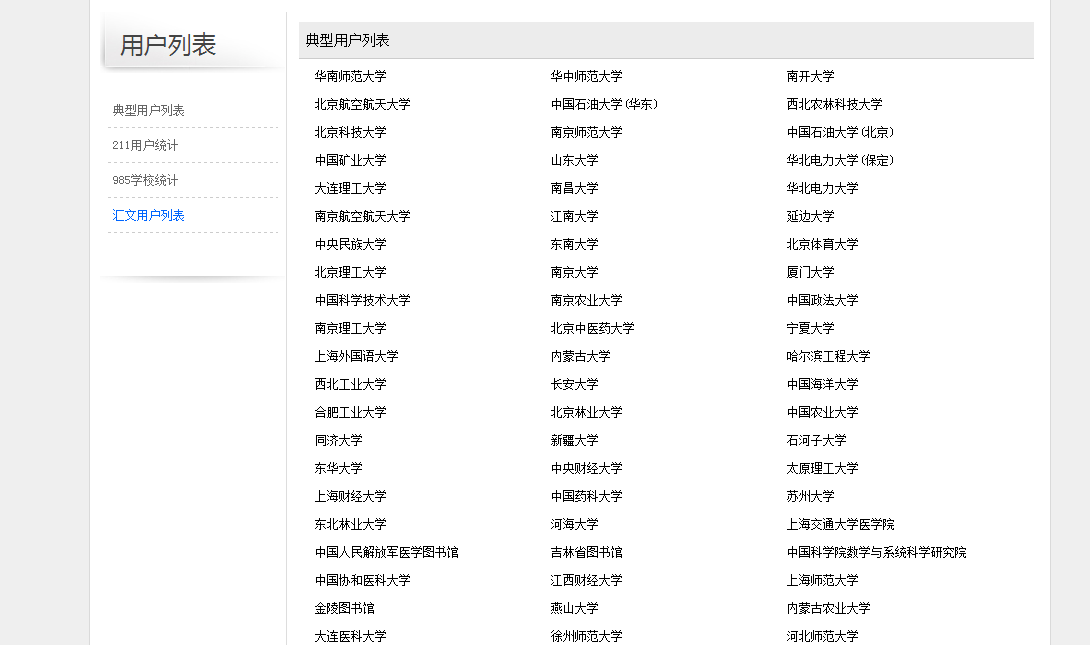 用户列表
典型用户列表
211用户统计
985学校统计
汇文用户列表
典型用户列表
华南师范大学 华中师范大学 南开大学
北京航空航天大学 中国石油大学(华东) 西北农林科技大学
北京科技大学 南京师范大学 中国石油大学(北京)
中国矿业大学 山东大学 华北电力大学(保定)
大连理工大学 南昌大学 华北电力大学
南京航空航天大学 江南大学 延边大学
中央民族大学 东南大学 北京体育大学
北京理工大学 南京大学 厦门大学
中国科学技术大学 南京农业大学 中国政法大学
南京理工大学 北京中医药大学 宁夏大学
上海外国语大学 内蒙古大学 哈尔滨工程大学
西北工业大学 长安大学 中国海洋大学
合肥工业大学 北京林业大学 中国农业大学
同济大学 新疆大学 石河子大学
东华大学 中央财经大学 太原理工大学
上海财经大学 中国药科大学 苏州大学
东北林业大学 河海大学 上海交通大学医学院
中国人民解放军医学图书馆 吉林省图书馆 中国科学院数学与系统科学研究院
中国协和医科大学 江西财经大学 上海师范大学
金陵图书馆 燕山大学 内蒙古农业大学
大连医科大学 徐州师范大学 河北师范大学